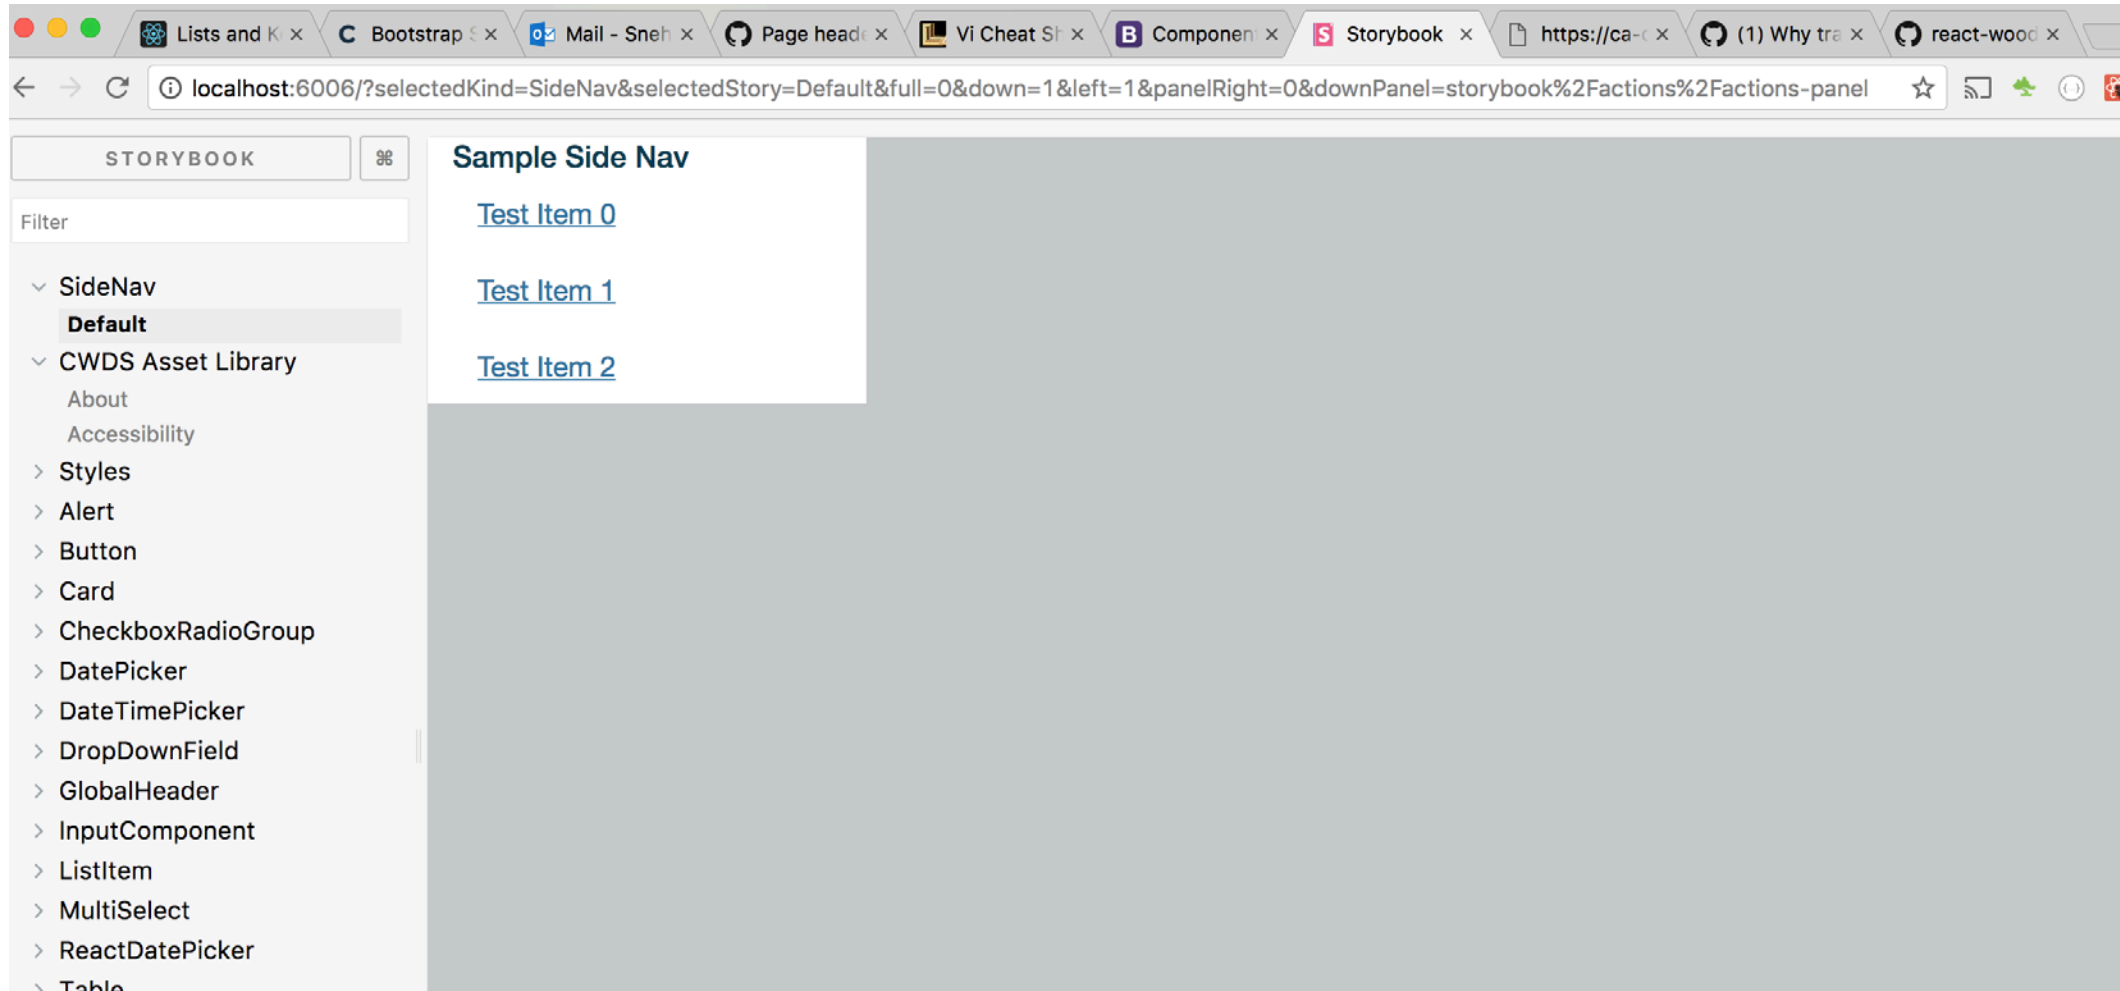 Lists and K
Bootstrap S
Mail - Sneh
Page head
Vi Cheat Sh
Componen
Storybook
https://ca-
(1) Why tra
react-wood
localhost:6006/?selectedKind=SideNav&selectedStory=Default&full=0&down=1&left=1&panelRight=0&downPanel=storybook%2Factions%2Factions-panel
STORYBOOK
⌘
Filter
SideNav
Default
CWDS Asset Library
About
Accessibility
Styles
Alert
Button
Card
CheckboxRadioGroup
DatePicker
DateTimePicker
DropDownField
GlobalHeader
InputComponent
ListItem
MultiSelect
ReactDatePicker
Table
Sample Side Nav
Test Item 0
Test Item 1
Test Item 2